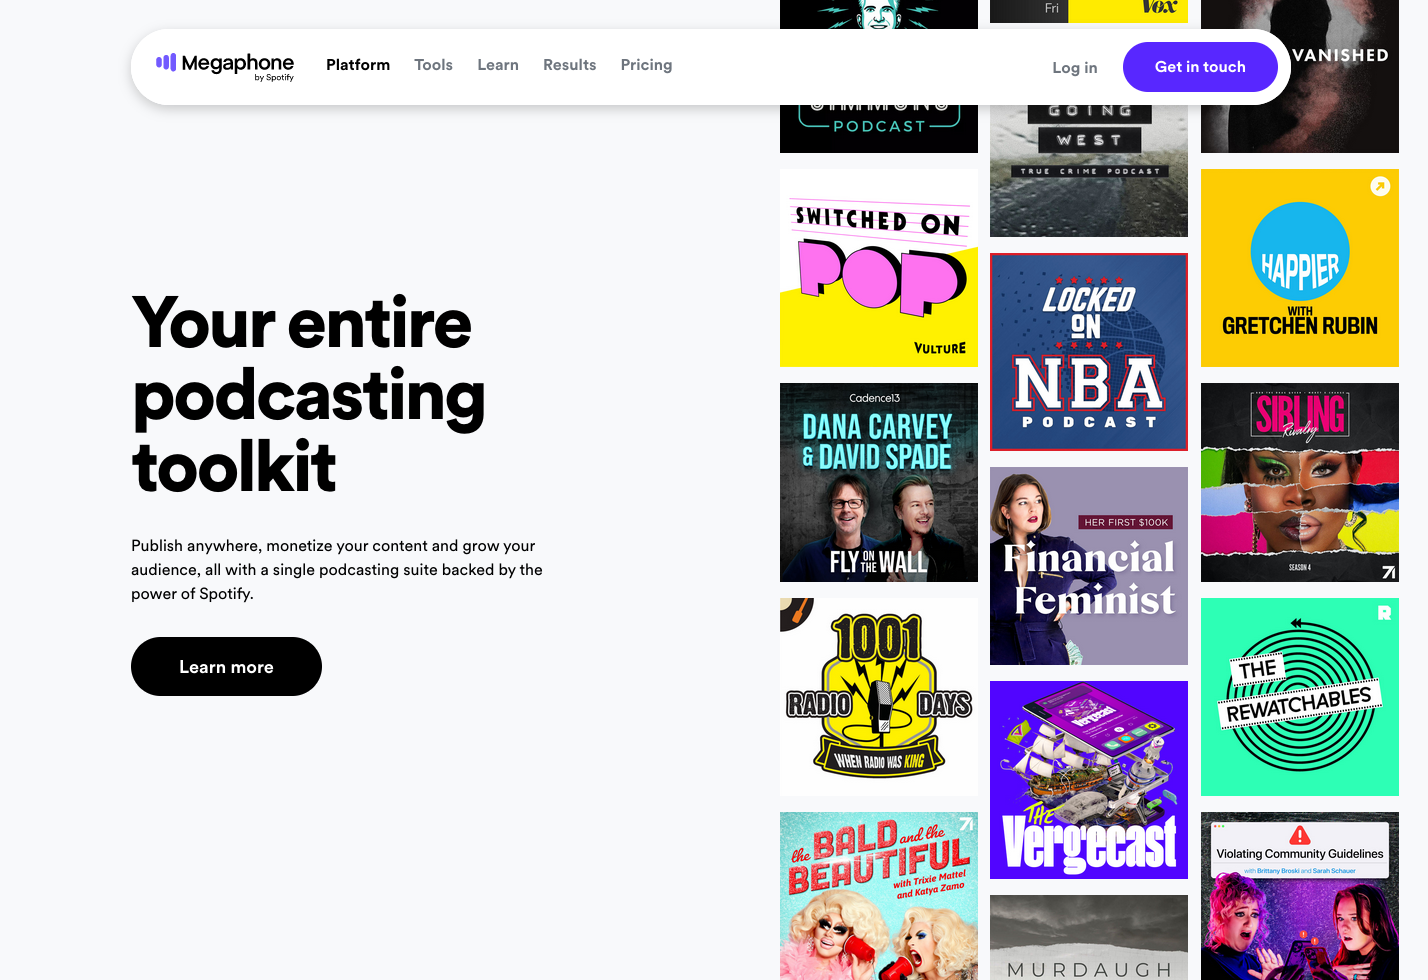 Megaphone
by Spotify
Platform
Tools
Learn
Results
Pricing
Log in
Get in touch
Your entire
podcasting
toolkit
Publish anywhere, monetize your content and grow your
audience, all with a single podcasting suite backed by the
power of Spotify.
Learn more
PODCAST
SWITCHED ON
POP
VULTURE
Cadence13
DANA CARVEY
& DAVID SPADE
FLY ON THE WALL
1001
RADIO DAYS
WHEN RADIO WAS KING
the BALD and the
BEAUTIFUL
with Trixie Mattel
and Katya Zamo
Fri
Vox
GOING
WEST
TRUE CRIME PODCAST
LOCKED
ON
NBA
PODCAST
HER FIRST $100K
Financial
Feminist
THE
Vergecast
MURDAUGH
VANISHED
HAPPIER
WITH
GRETCHEN RUBIN
SIBLING
Rivalry
SEASON 4
R
THE
REWATCHABLES
Violating Community Guidelines
with Brittany Broski and Sarah Schauer